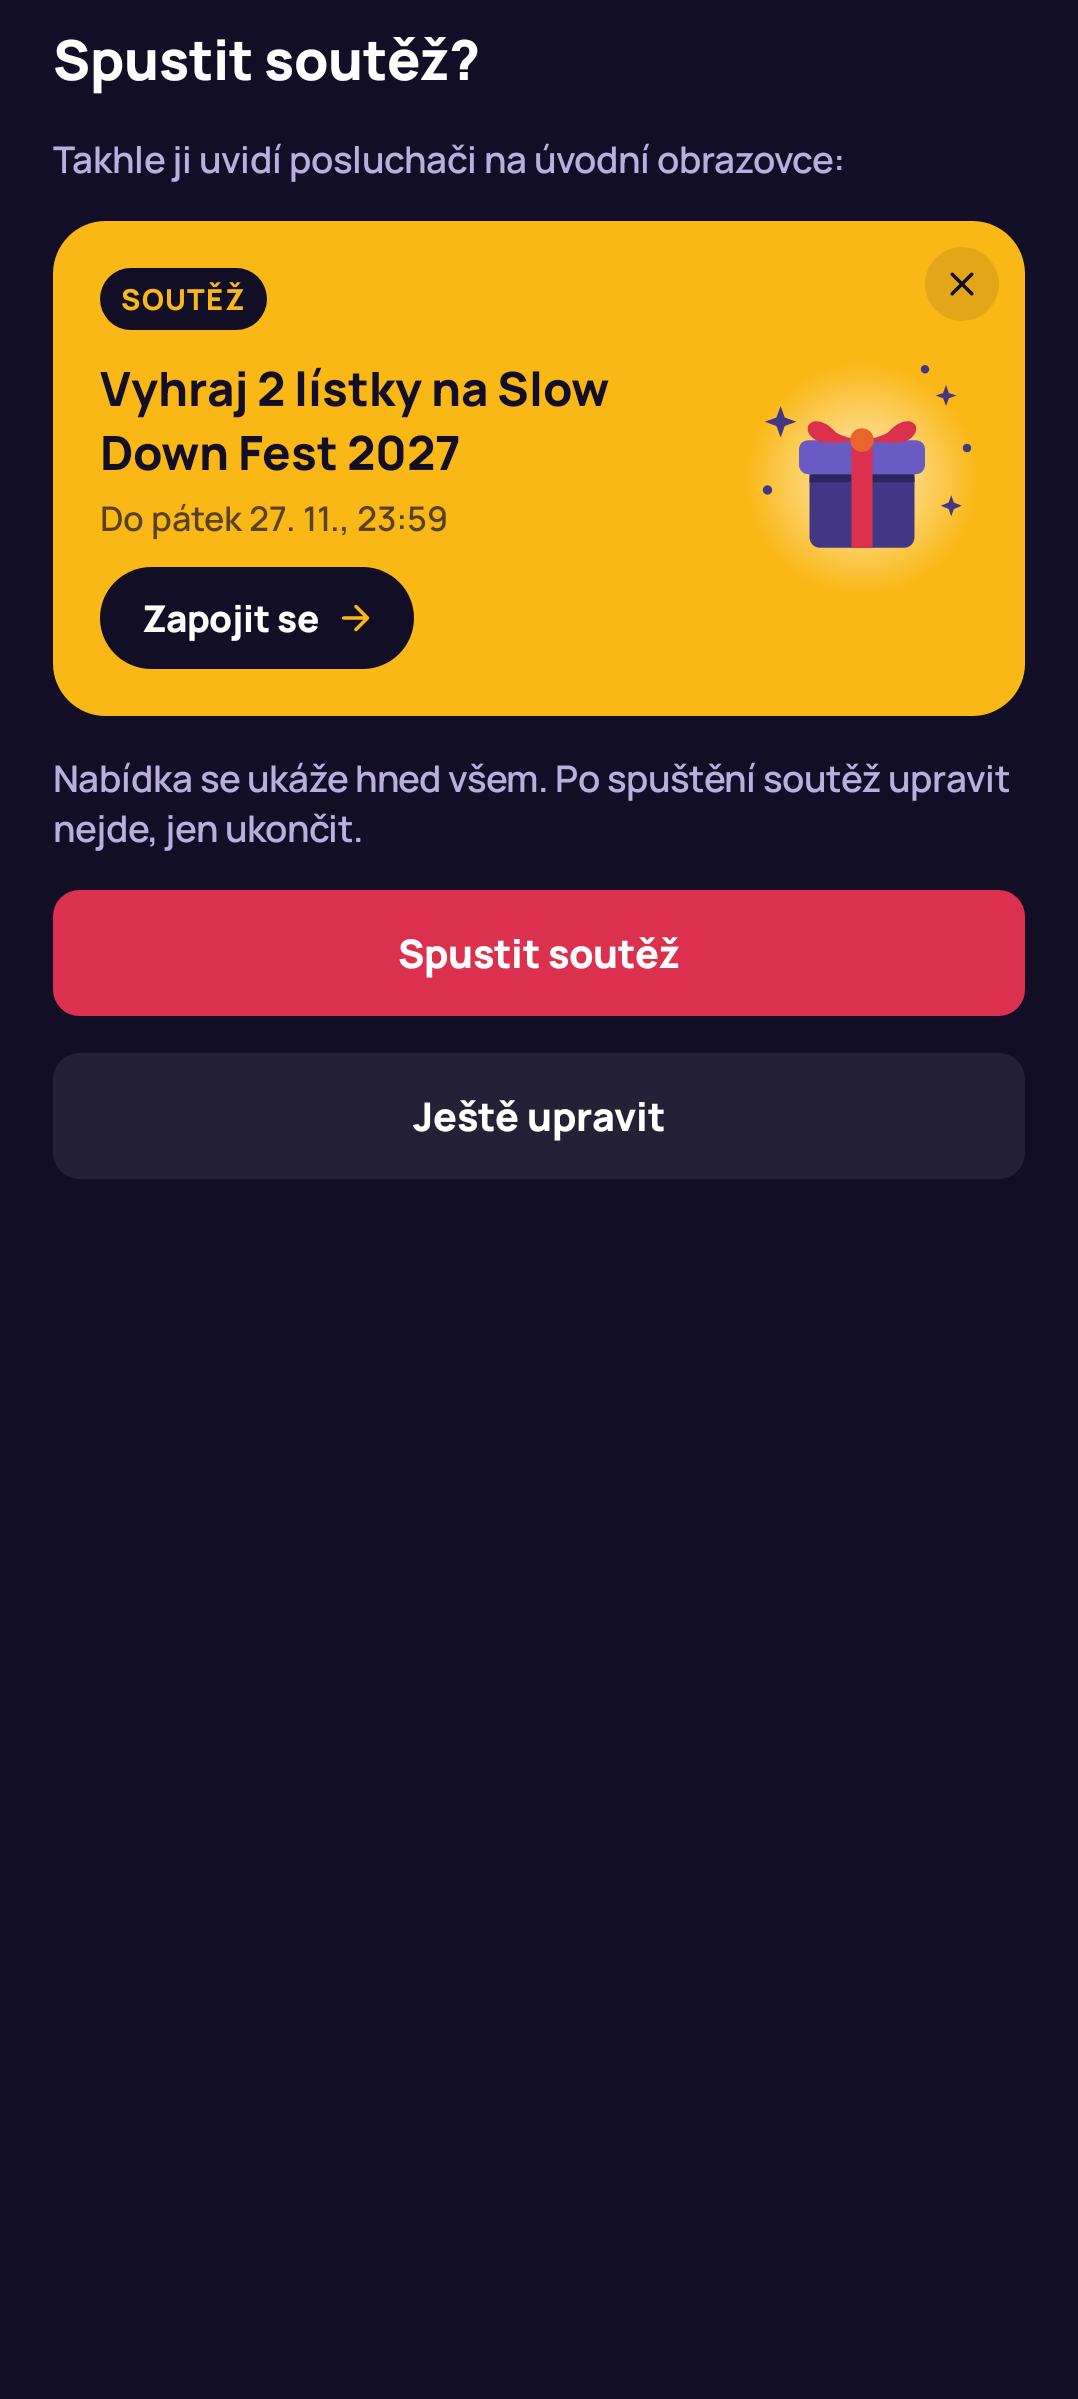 Spustit soutěž?
Takhle ji uvidí posluchači na úvodní obrazovce:
SOUTĚŽ
Vyhraj 2 lístky na Slow
Down Fest 2027
Do pátek 27. 11., 23:59
Zapojit se
Nabídka se ukáže hned všem. Po spuštění soutěž upravit
nejde, jen ukončit.
Spustit soutěž
Ještě upravit